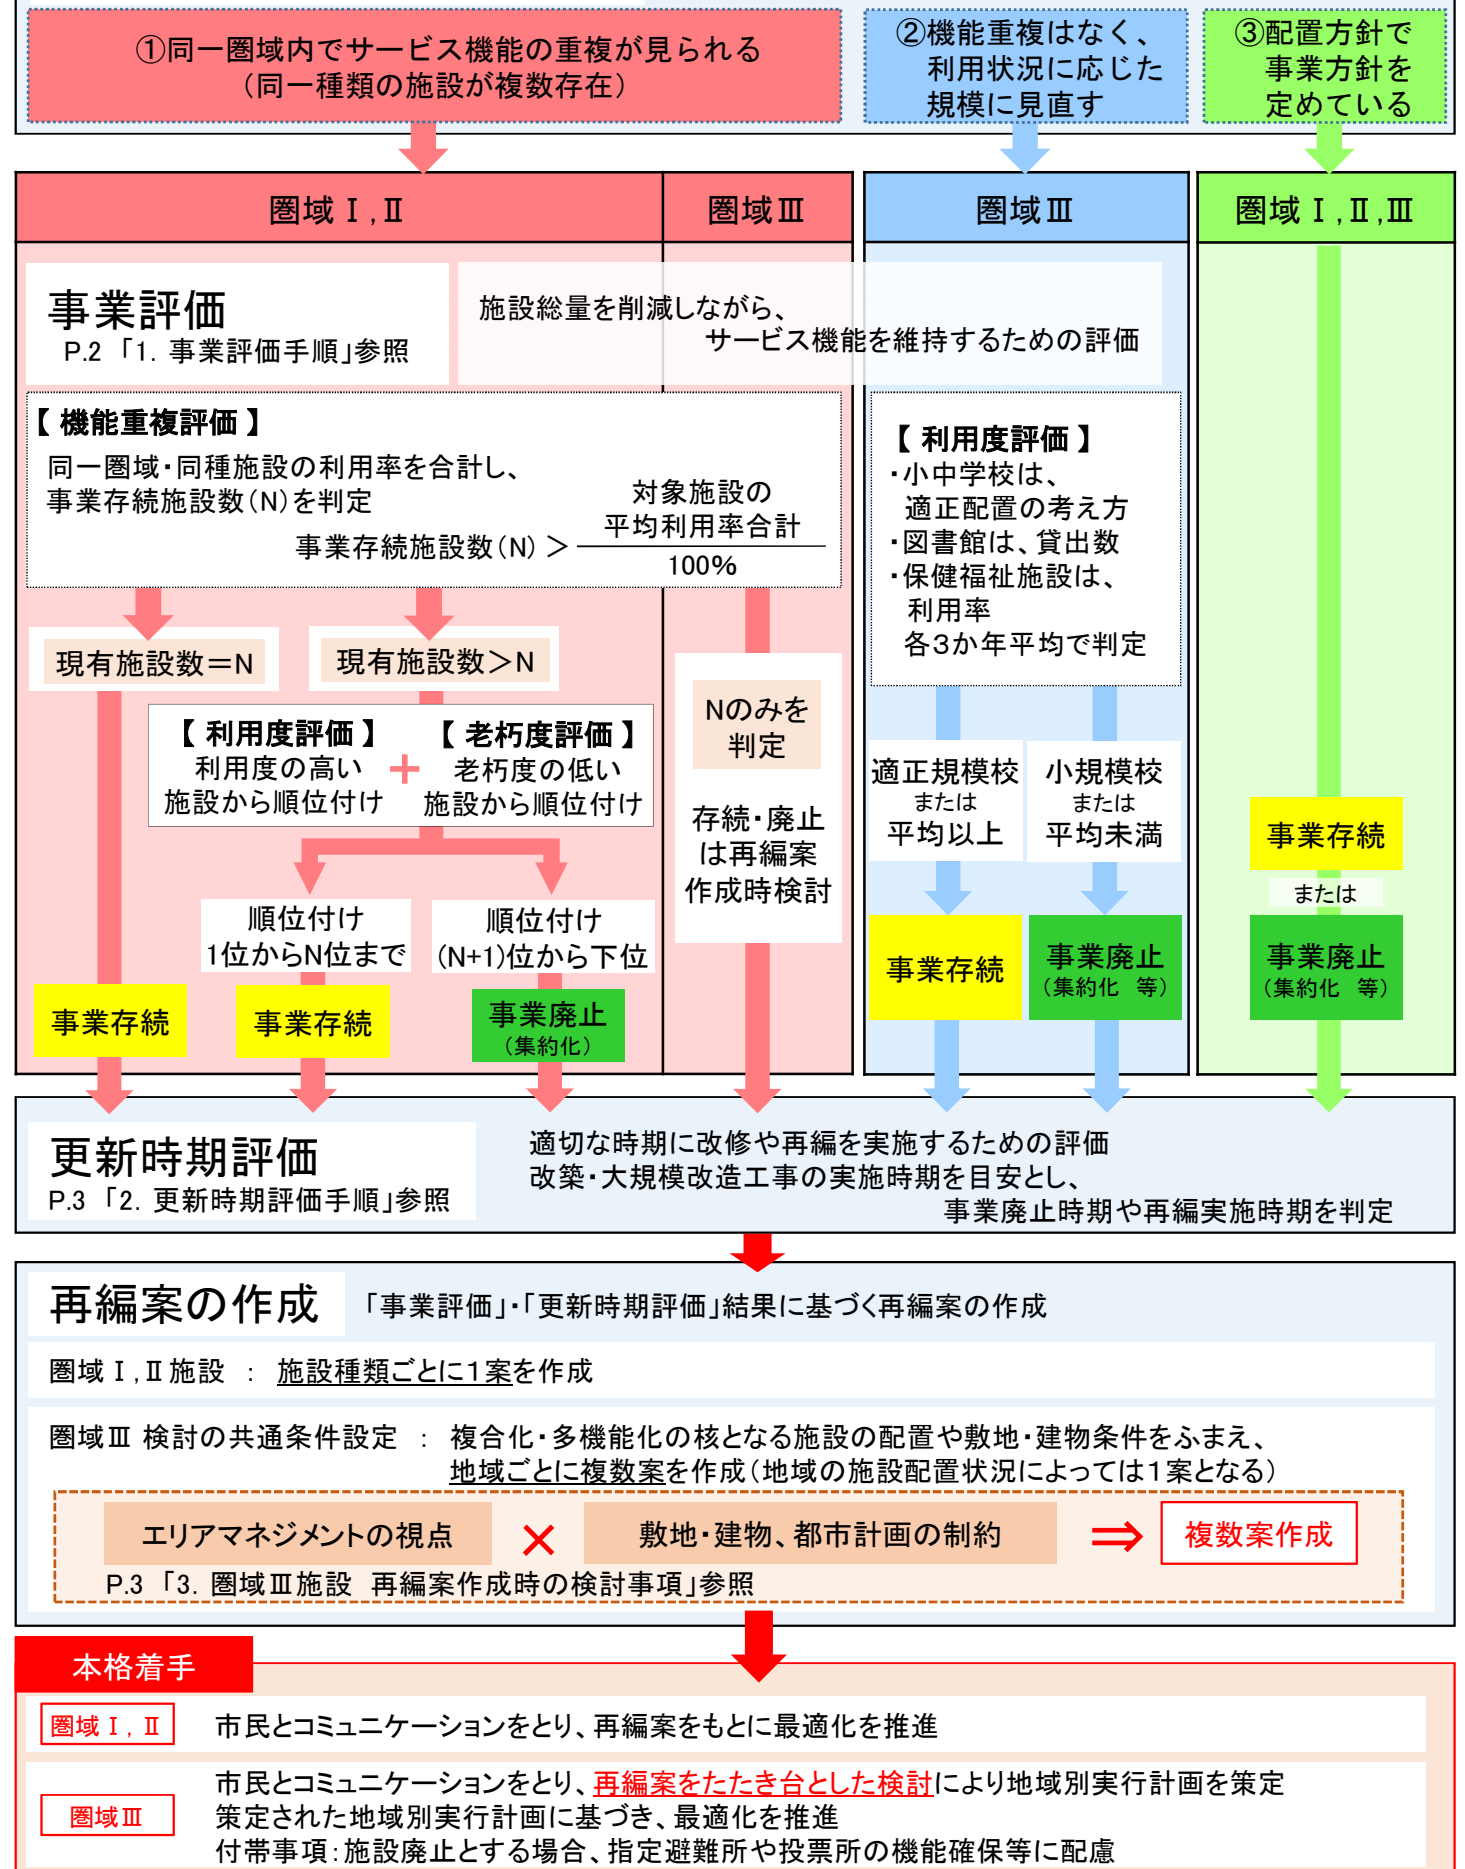 ①同一圏域内でサービス機能の重複が見られる
（同一種類の施設が複数存在）
②機能重複はなく、
利用状況に応じた
規模に見直す
③配置方針で
事業方針を
定めている
圏域Ⅰ,Ⅱ
圏域Ⅲ
圏域Ⅲ
圏域Ⅰ,Ⅱ,Ⅲ
事業評価
P.2「1．事業評価手順」参照
施設総量を削減しながら、
サービス機能を維持するための評価
【 機能重複評価 】
同一圏域・同種施設の利用率を合計し、
事業存続施設数（N）を判定
事業存続施設数（N）＞
対象施設の
平均利用率合計
100％
【 利用度評価 】
・小中学校は、
適正配置の考え方
・図書館は、貸出数
・保健福祉施設は、
利用率
各３か年平均で判定
現有施設数＝N
現有施設数＞N
【 利用度評価 】
利用度の高い
施設から順位付け
＋
【 老朽度評価 】
老朽度の低い
施設から順位付け
Nのみを
判定
存続・廃止
は再編案
作成時検討
適正規模校
または
平均以上
小規模校
または
平均未満
順位付け
1位からN位まで
順位付け
(N+1)位から下位
事業存続
事業存続
事業廃止
（集約化）
事業存続
事業廃止
（集約化　等）
事業存続
または
事業廃止
（集約化　等）
更新時期評価
P.3「2．更新時期評価手順」参照
適切な時期に改修や再編を実施するための評価
改築・大規模改造工事の実施時期を目安とし、
事業廃止時期や再編実施時期を判定
再編案の作成
「事業評価」・「更新時期評価」結果に基づく再編案の作成
圏域Ⅰ,Ⅱ施設　：　施設種類ごとに１案を作成
圏域Ⅲ 検討の共通条件設定　：　複合化・多機能化の核となる施設の配置や敷地・建物条件をふまえ、
地域ごとに複数案を作成（地域の施設配置状況によっては１案となる）
エリアマネジメントの視点
×
敷地・建物、都市計画の制約
⇒
複数案作成
P.3「3．圏域Ⅲ施設　再編案作成時の検討事項」参照
本格着手
圏域Ⅰ，Ⅱ
市民とコミュニケーションをとり、再編案をもとに最適化を推進
圏域Ⅲ
市民とコミュニケーションをとり、再編案をたたき台とした検討により地域別実行計画を策定
策定された地域別実行計画に基づき、最適化を推進
付帯事項：施設廃止とする場合、指定避難所や投票所の機能確保等に配慮